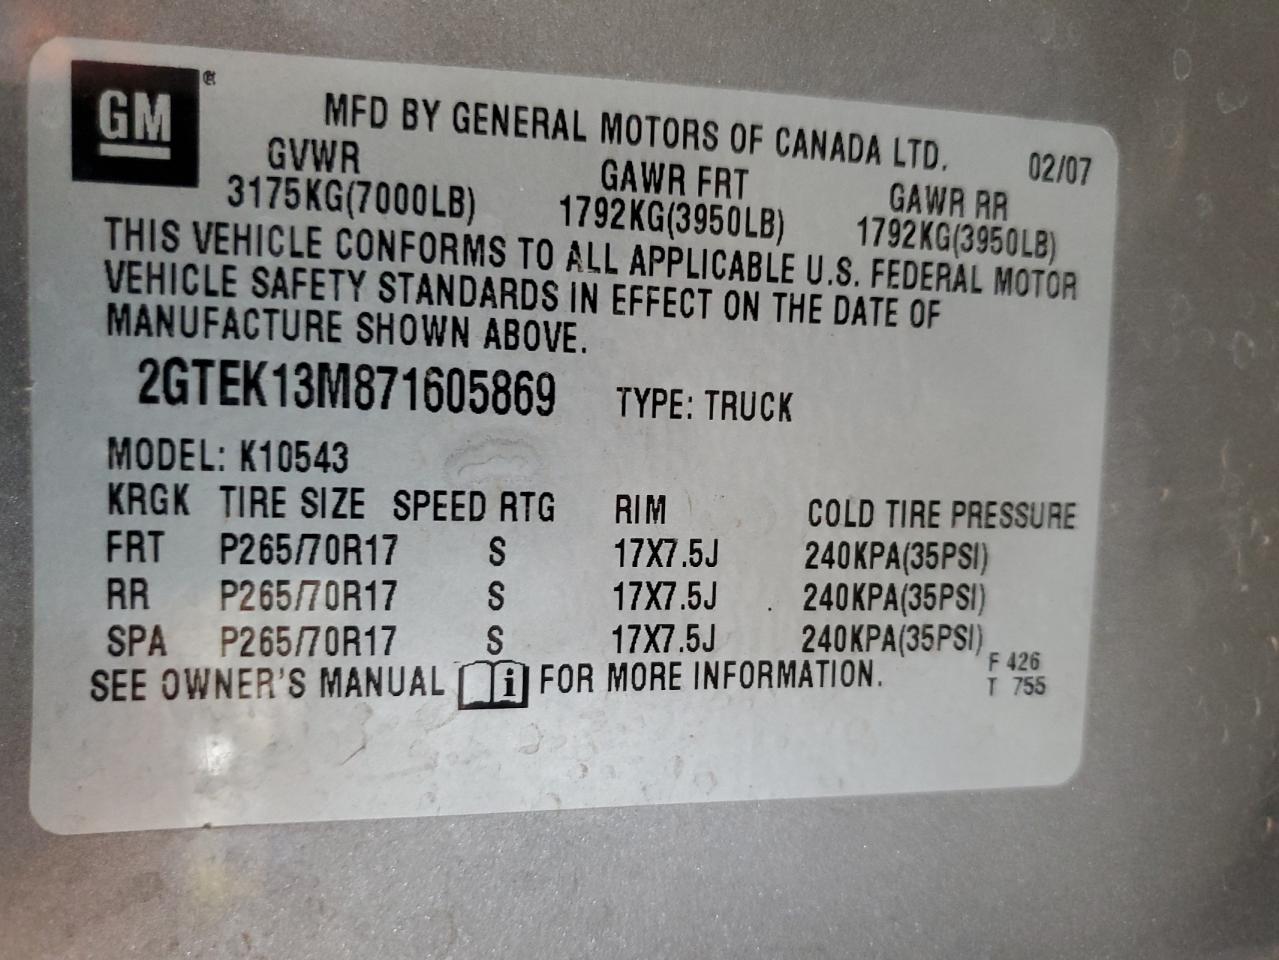 GM®
MFD BY GENERAL MOTORS OF CANADA LTD. 02/07
GVWR GAWR FRT GAWR RR
3175KG(7000LB) 1792KG(3950LB) 1792KG(3950LB)
THIS VEHICLE CONFORMS TO ALL APPLICABLE U.S. FEDERAL MOTOR
VEHICLE SAFETY STANDARDS IN EFFECT ON THE DATE OF
MANUFACTURE SHOWN ABOVE.
2GTEK13M871605869 TYPE: TRUCK
MODEL: K10543
KRGK TIRE SIZE SPEED RTG RIM COLD TIRE PRESSURE
FRT P265/70R17 S 17X7.5J 240KPA(35PSI)
RR P265/70R17 S 17X7.5J 240KPA(35PSI)
SPA P265/70R17 S 17X7.5J 240KPA(35PSI)
SEE OWNER'S MANUAL i FOR MORE INFORMATION.
F 426
T 755